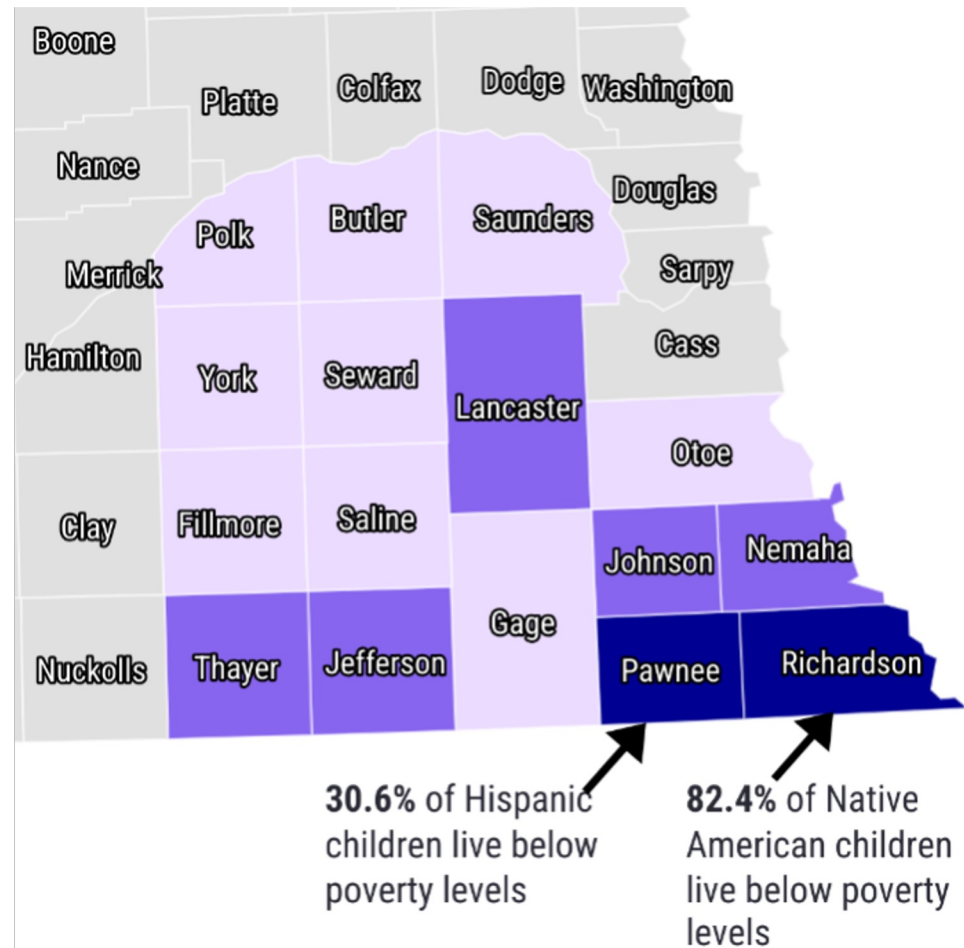 Boone
Platte
Colfax
Dodge
Washington
Nance
Douglas
Polk
Butler
Saunders
Merrick
Sarpy
Hamilton
York
Seward
Lancaster
Cass
Otoe
Clay
Fillmore
Saline
Johnson
Nemaha
Nuckolls
Thayer
Jefferson
Gage
Pawnee
Richardson
30.6% of Hispanic
children live below
poverty levels
82.4% of Native
American children
live below poverty
levels